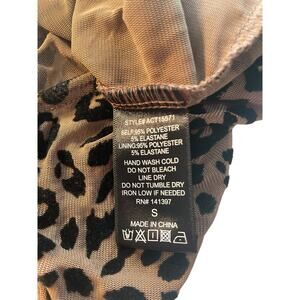 STYLE# ACT15571
SELF:95% POLYESTER
5% ELASTANE
LINING:95% POLYESTER
5% ELASTANE
HAND WASH COLD
DO NOT BLEACH
LINE DRY
DO NOT TUMBLE DRY
IRON LOW IF NEEDED
RN# 141397
S
MADE IN CHINA